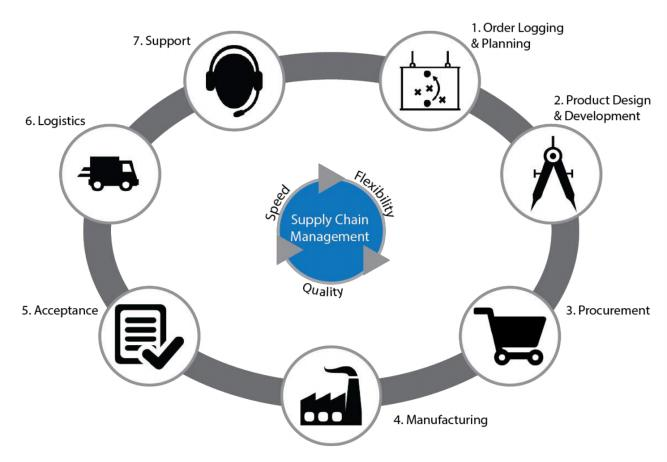 1. Order Logging
& Planning
2. Product Design
& Development
3. Procurement
4. Manufacturing
5. Acceptance
6. Logistics
7. Support
Speed
Flexibility
Quality
Supply Chain
Management